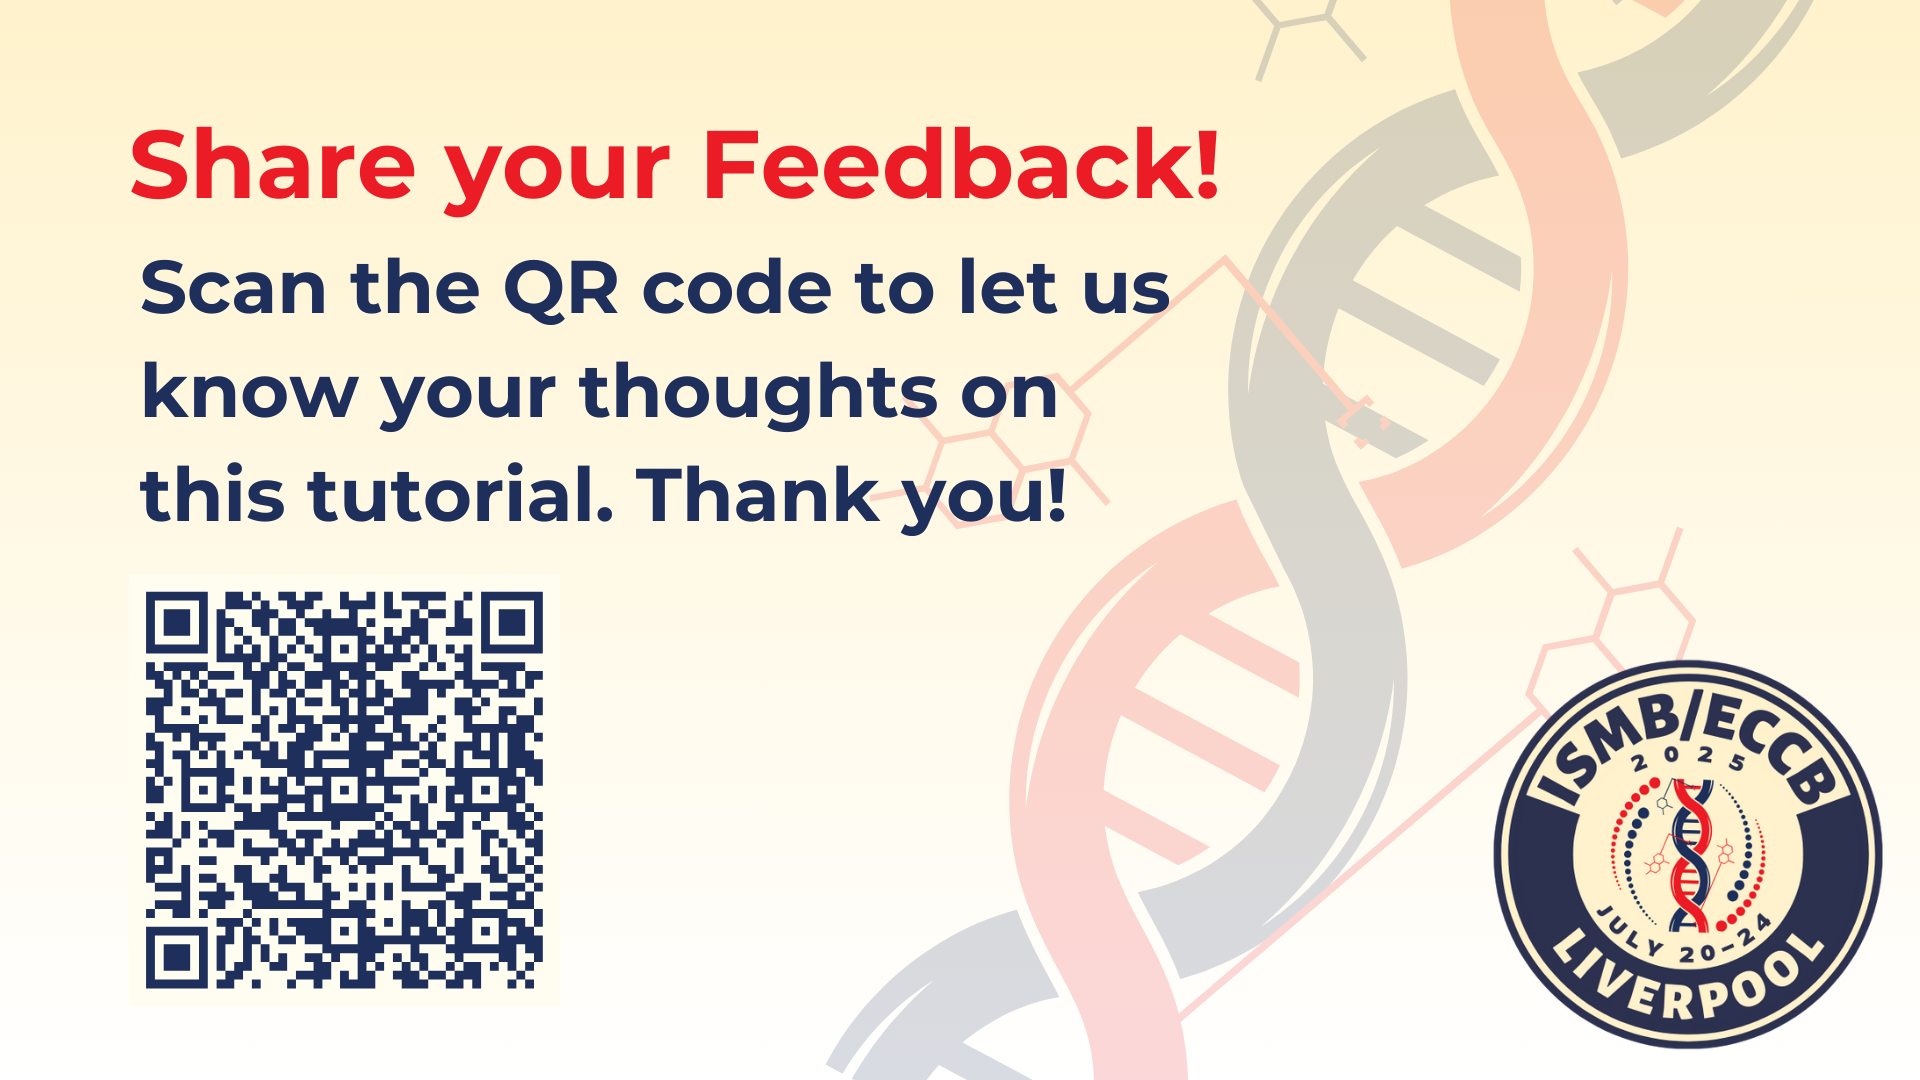 Share your Feedback!
Scan the QR code to let us
know your thoughts on
this tutorial. Thank you!
ISMB/ECCB
2025
JULY 20-24
LIVERPOOL